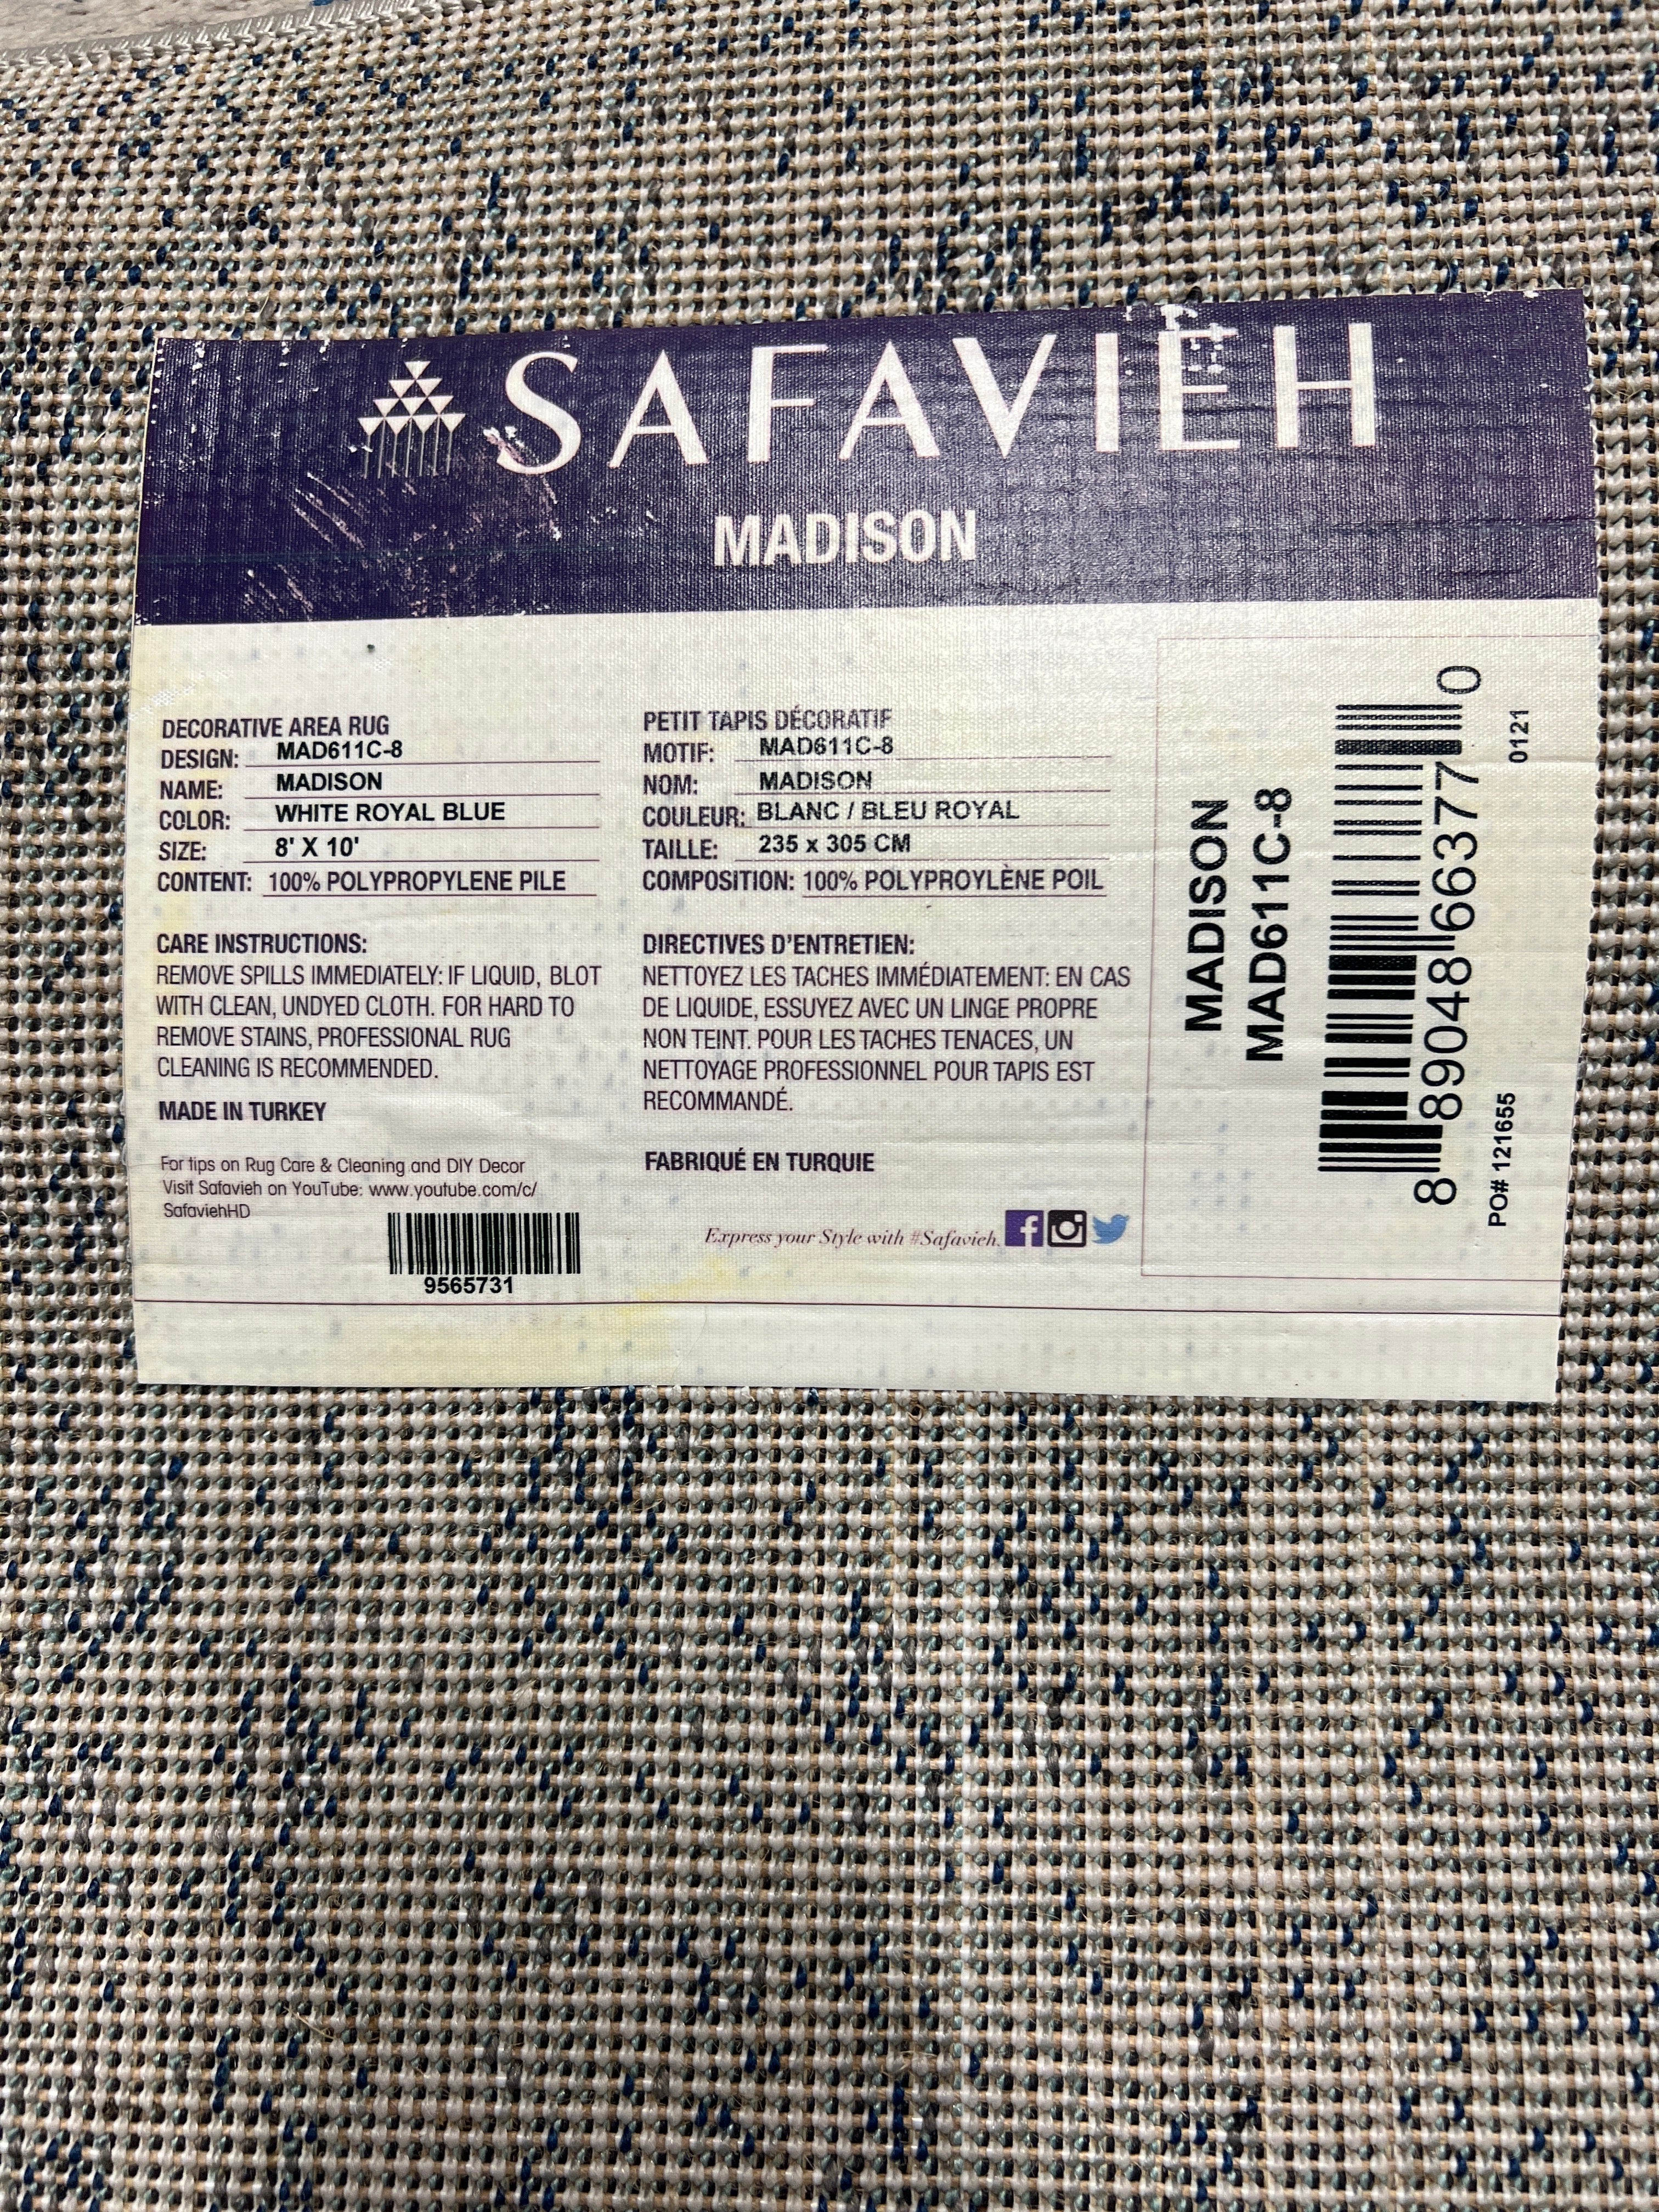 SAFAVIEH
MADISON
DECORATIVE AREA RUG
DESIGN: MAD611C-8
NAME: MADISON
COLOR: WHITE ROYAL BLUE
SIZE: 8' X 10'
CONTENT: 100% POLYPROPYLENE PILE
CARE INSTRUCTIONS:
REMOVE SPILLS IMMEDIATELY: IF LIQUID, BLOT
WITH CLEAN, UNDYED CLOTH. FOR HARD TO
REMOVE STAINS, PROFESSIONAL RUG
CLEANING IS RECOMMENDED.
MADE IN TURKEY
For tips on Rug Care & Cleaning and DIY Decor
Visit Safavieh on YouTube: www.youtube.com/c/
SafaviehHD
9565731
PETIT TAPIS DÉCORATIF
MOTIF: MAD611C-8
NOM: MADISON
COULEUR: BLANC / BLEU ROYAL
TAILLE: 235 x 305 CM
COMPOSITION: 100% POLYPROYLÈNE POIL
DIRECTIVES D'ENTRETIEN:
NETTOYEZ LES TACHES IMMÉDIATEMENT: EN CAS
DE LIQUIDE, ESSUYEZ AVEC UN LINGE PROPRE
NON TEINT. POUR LES TACHES TENACES, UN
NETTOYAGE PROFESSIONNEL POUR TAPIS EST
RECOMMANDÉ.
FABRIQUÉ EN TURQUIE
Express your Style with #Safavieh.
MADISON
MAD611C-8
8 89048 66377 0
PO# 121655 0121